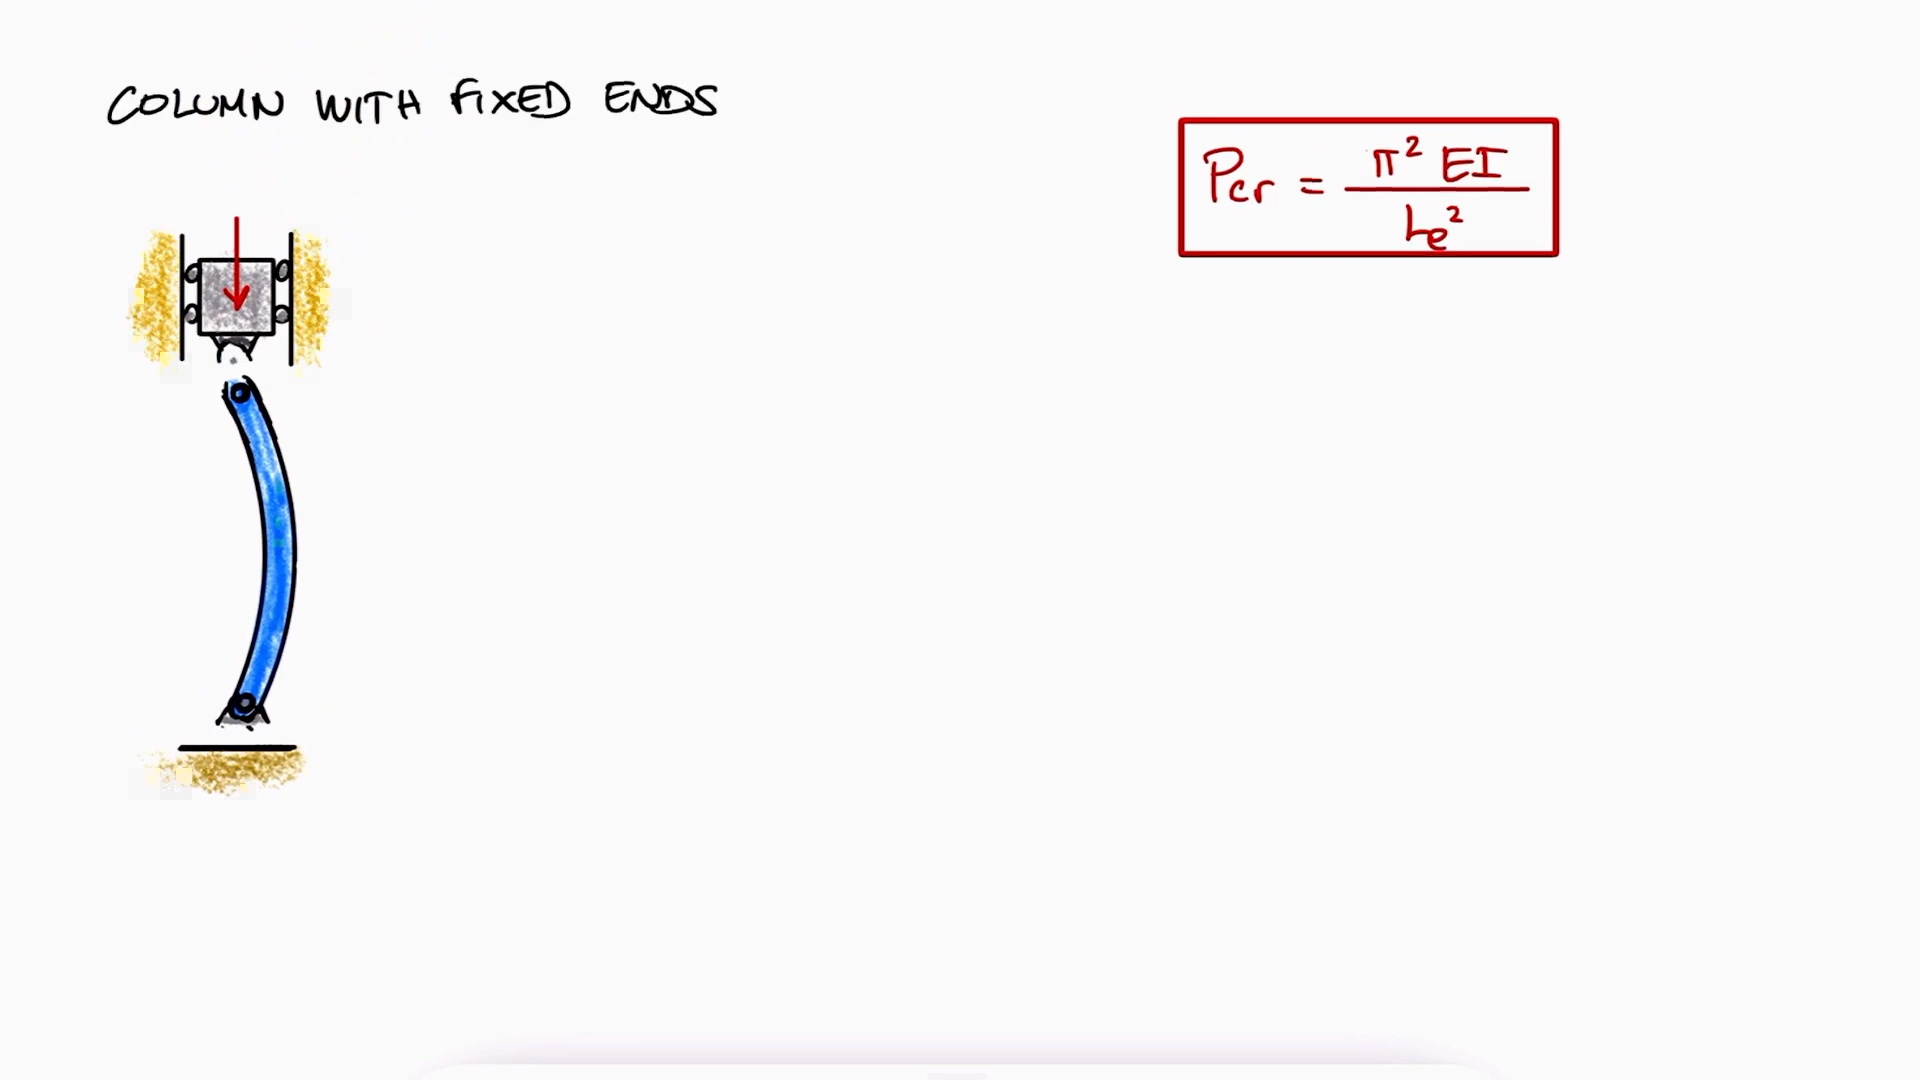 COLUMN WITH FIXED ENDS
Pcr = π² EI / Le²